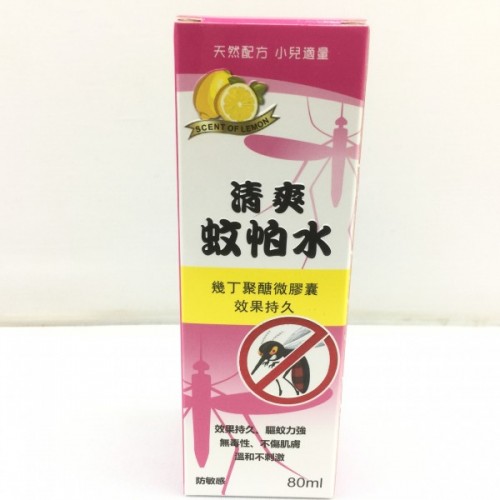 天然配方 小兒適量
SCENT OF LEMON
清爽
蚊怕水
幾丁聚醣微膠囊
效果持久
效果持久、驅蚊力強
無毒性、不傷肌膚
溫和不刺激
防敏感
80ml